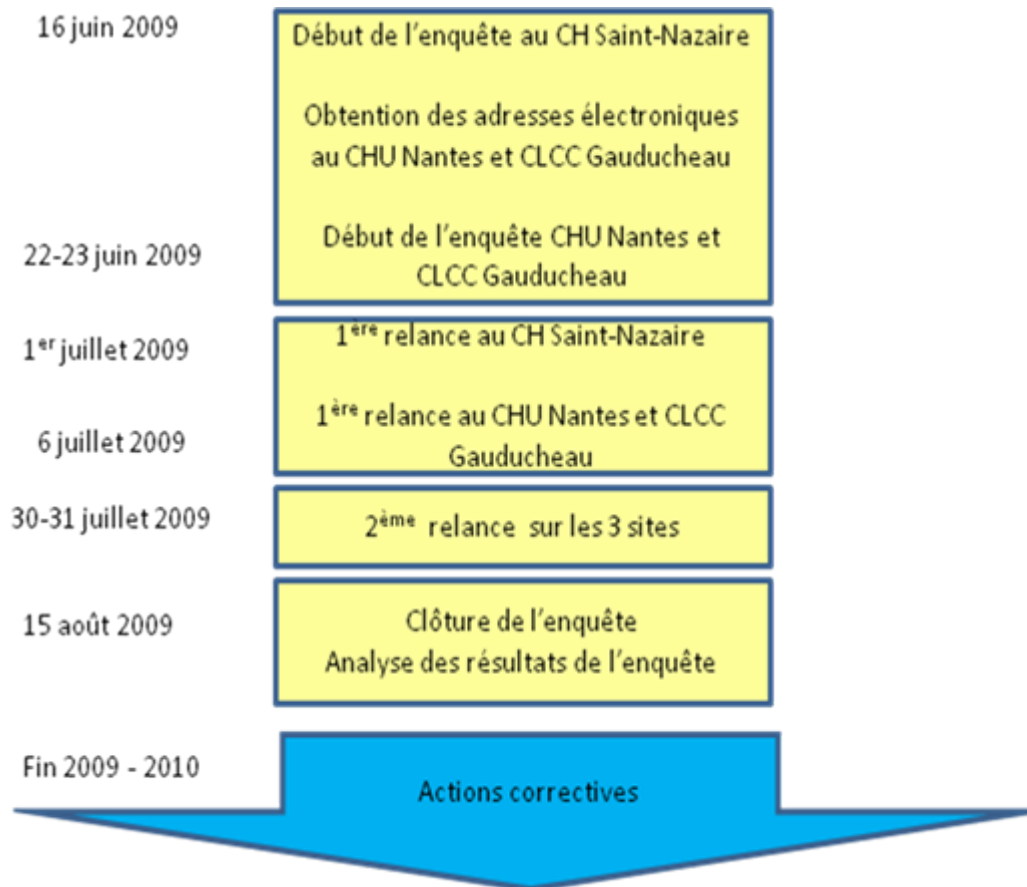 16 juin 2009
Début de l'enquête au CH Saint-Nazaire
Obtention des adresses électroniques
au CHU Nantes et CLCC Gauducheau
22-23 juin 2009
Début de l'enquête CHU Nantes et
CLCC Gauducheau
1er juillet 2009
1ère relance au CH Saint-Nazaire
6 juillet 2009
1ère relance au CHU Nantes et CLCC
Gauducheau
30-31 juillet 2009
2ème relance sur les 3 sites
15 août 2009
Clôture de l'enquête
Analyse des résultats de l'enquête
Fin 2009 - 2010
Actions correctives